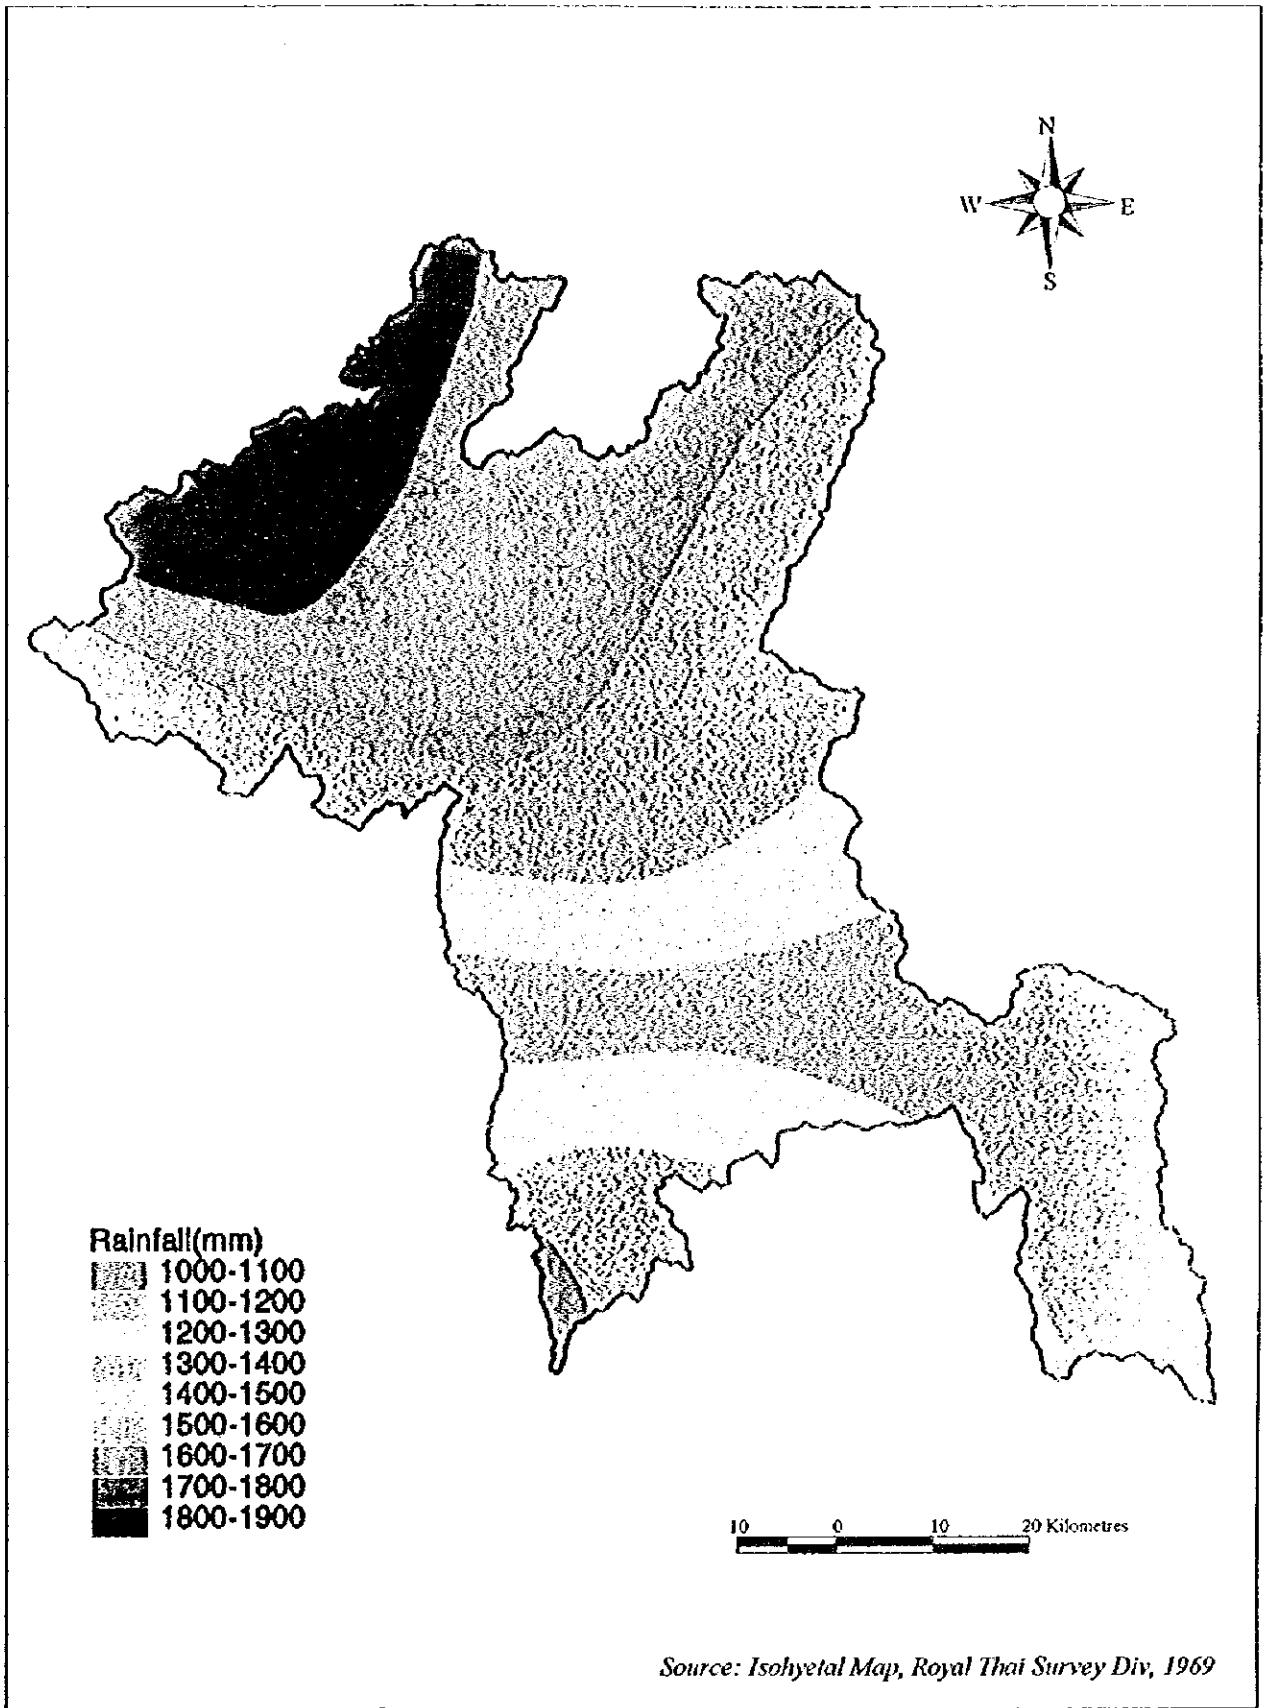 N
W E
S
Rainfall(mm)
1000-1100
1100-1200
1200-1300
1300-1400
1400-1500
1500-1600
1600-1700
1700-1800
1800-1900
10 0 10 20 Kilometres
Source: Isohyetal Map, Royal Thai Survey Div, 1969